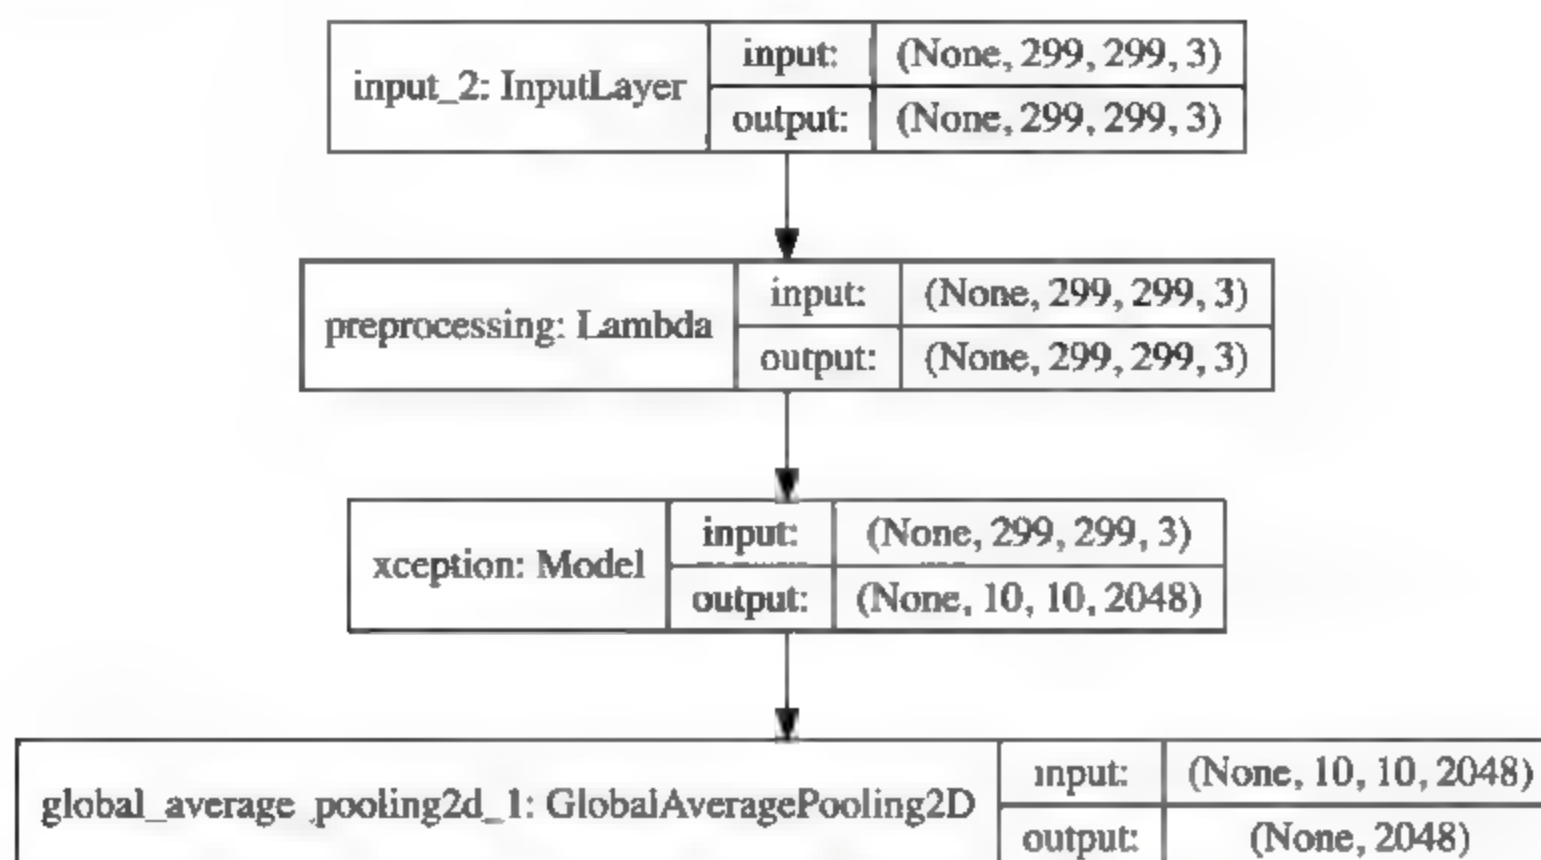 input_2: InputLayer
input: (None, 299, 299, 3)
output: (None, 299, 299, 3)
preprocessing: Lambda
input: (None, 299, 299, 3)
output: (None, 299, 299, 3)
xception: Model
input: (None, 299, 299, 3)
output: (None, 10, 10, 2048)
global_average_pooling2d_1: GlobalAveragePooling2D
input: (None, 10, 10, 2048)
output: (None, 2048)